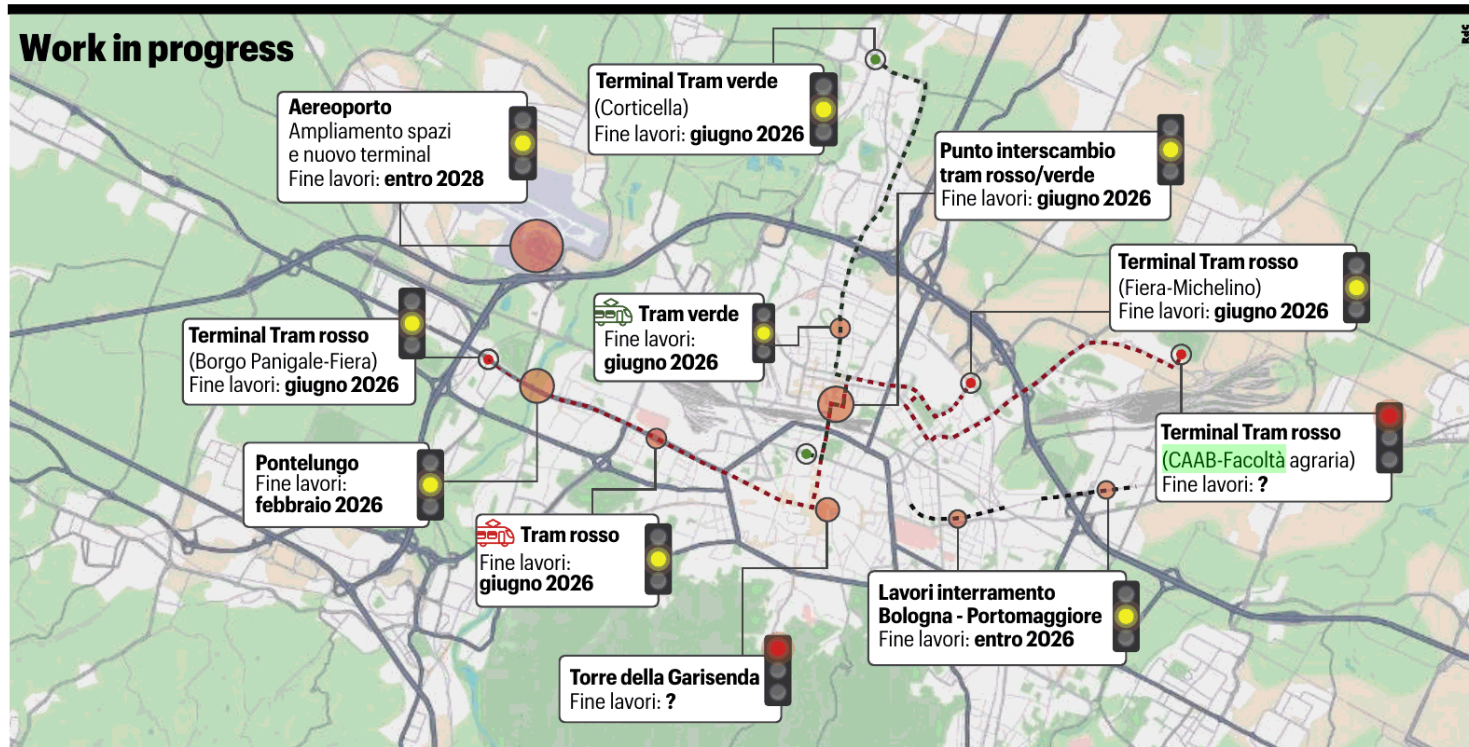 Work in progress
Aereoporto
Ampliamento spazi
e nuovo terminal
Fine lavori: entro 2028
Terminal Tram verde
(Corticella)
Fine lavori: giugno 2026
Punto interscambio
tram rosso/verde
Fine lavori: giugno 2026
Terminal Tram rosso
(Fiera-Michelino)
Fine lavori: giugno 2026
Tram verde
Fine lavori:
giugno 2026
Terminal Tram rosso
(Borgo Panigale-Fiera)
Fine lavori: giugno 2026
Terminal Tram rosso
(CAAB-Facoltà agraria)
Fine lavori: ?
Pontelungo
Fine lavori:
febbraio 2026
Tram rosso
Fine lavori:
giugno 2026
Lavori interramento
Bologna - Portomaggiore
Fine lavori: entro 2026
Torre della Garisenda
Fine lavori: ?